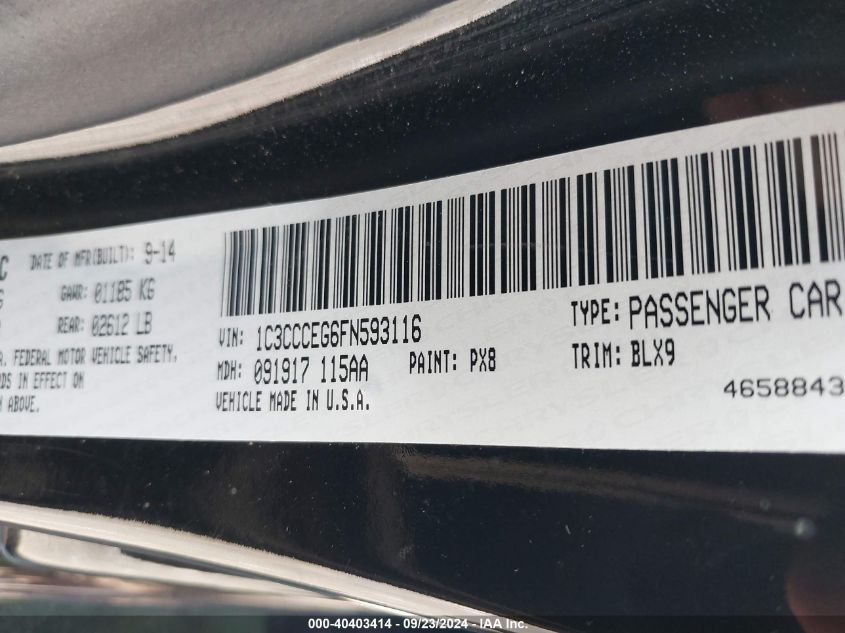 C DATE OF MFR(BUILT): 9-14
GAWR: 01185 KG
REAR: 02612 LB
A. FEDERAL MOTOR VEHICLE SAFETY.
RDS IN EFFECT ON
ABOVE.
VIN: 1C3CCCEG6FN593116
TYPE: PASSENGER CAR
MDH: 091917 115AA
PAINT: PX8
TRIM: BLX9
VEHICLE MADE IN U.S.A.
4658843
000-40403414 - 09/23/2024 - IAA Inc.